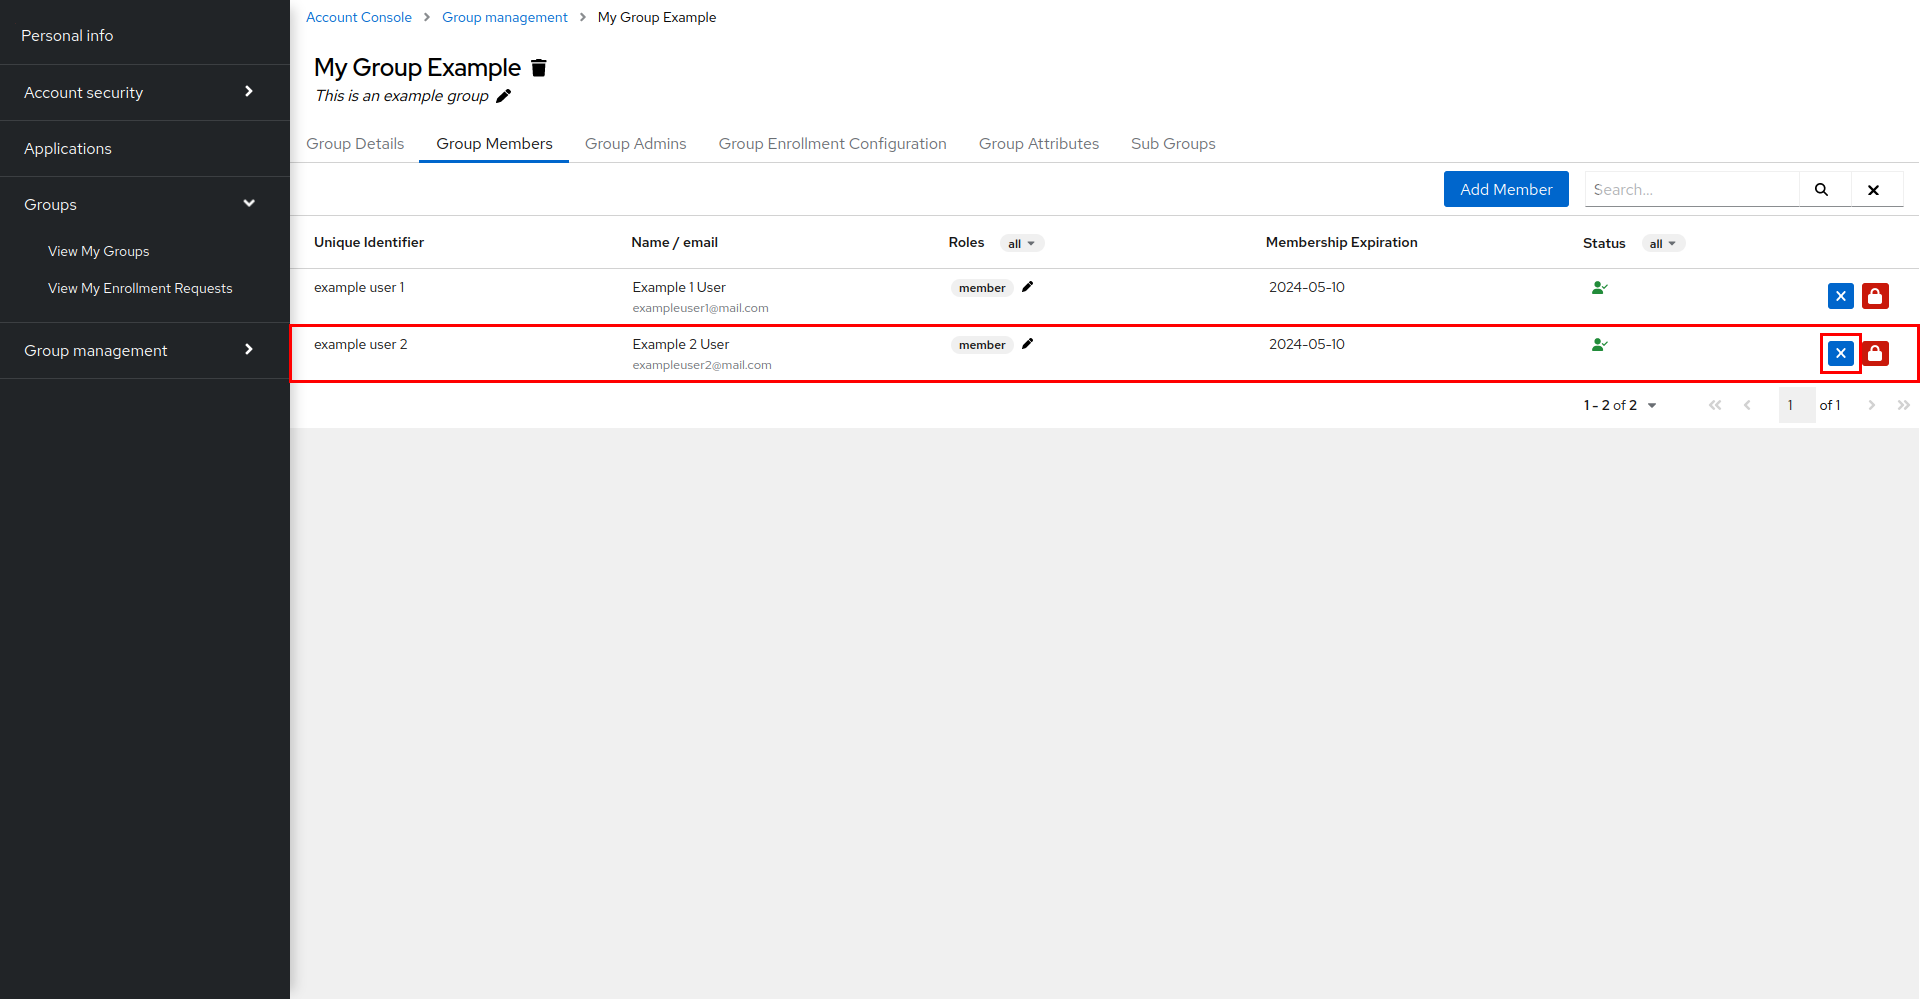 Personal info
Account security
Applications
Groups
View My Groups
View My Enrollment Requests
Group management
Account Console > Group management > My Group Example
My Group Example
This is an example group
Group Details Group Members Group Admins Group Enrollment Configuration Group Attributes Sub Groups
Add Member Search...
Unique Identifier Name / email Roles all Membership Expiration Status all
example user 1 Example 1 User member 2024-05-10
exampleuser1@mail.com
example user 2 Example 2 User member 2024-05-10
exampleuser2@mail.com
1 - 2 of 2 1 of 1